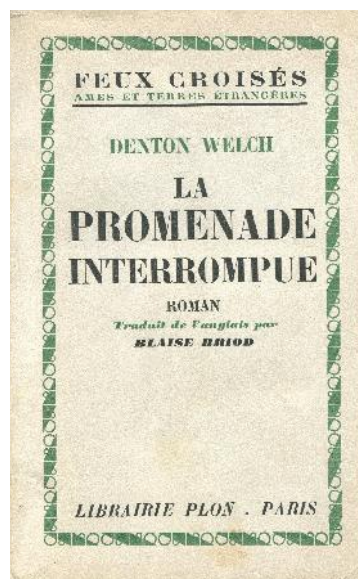 FEUX CROISÉS
AMES ET TERRES ÉTRANGÈRES
DENTON WELCH
LA
PROMENADE
INTERROMPUE
ROMAN
Traduit de l'anglais par
BLAISE BRIOD
LIBRAIRIE PLON . PARIS